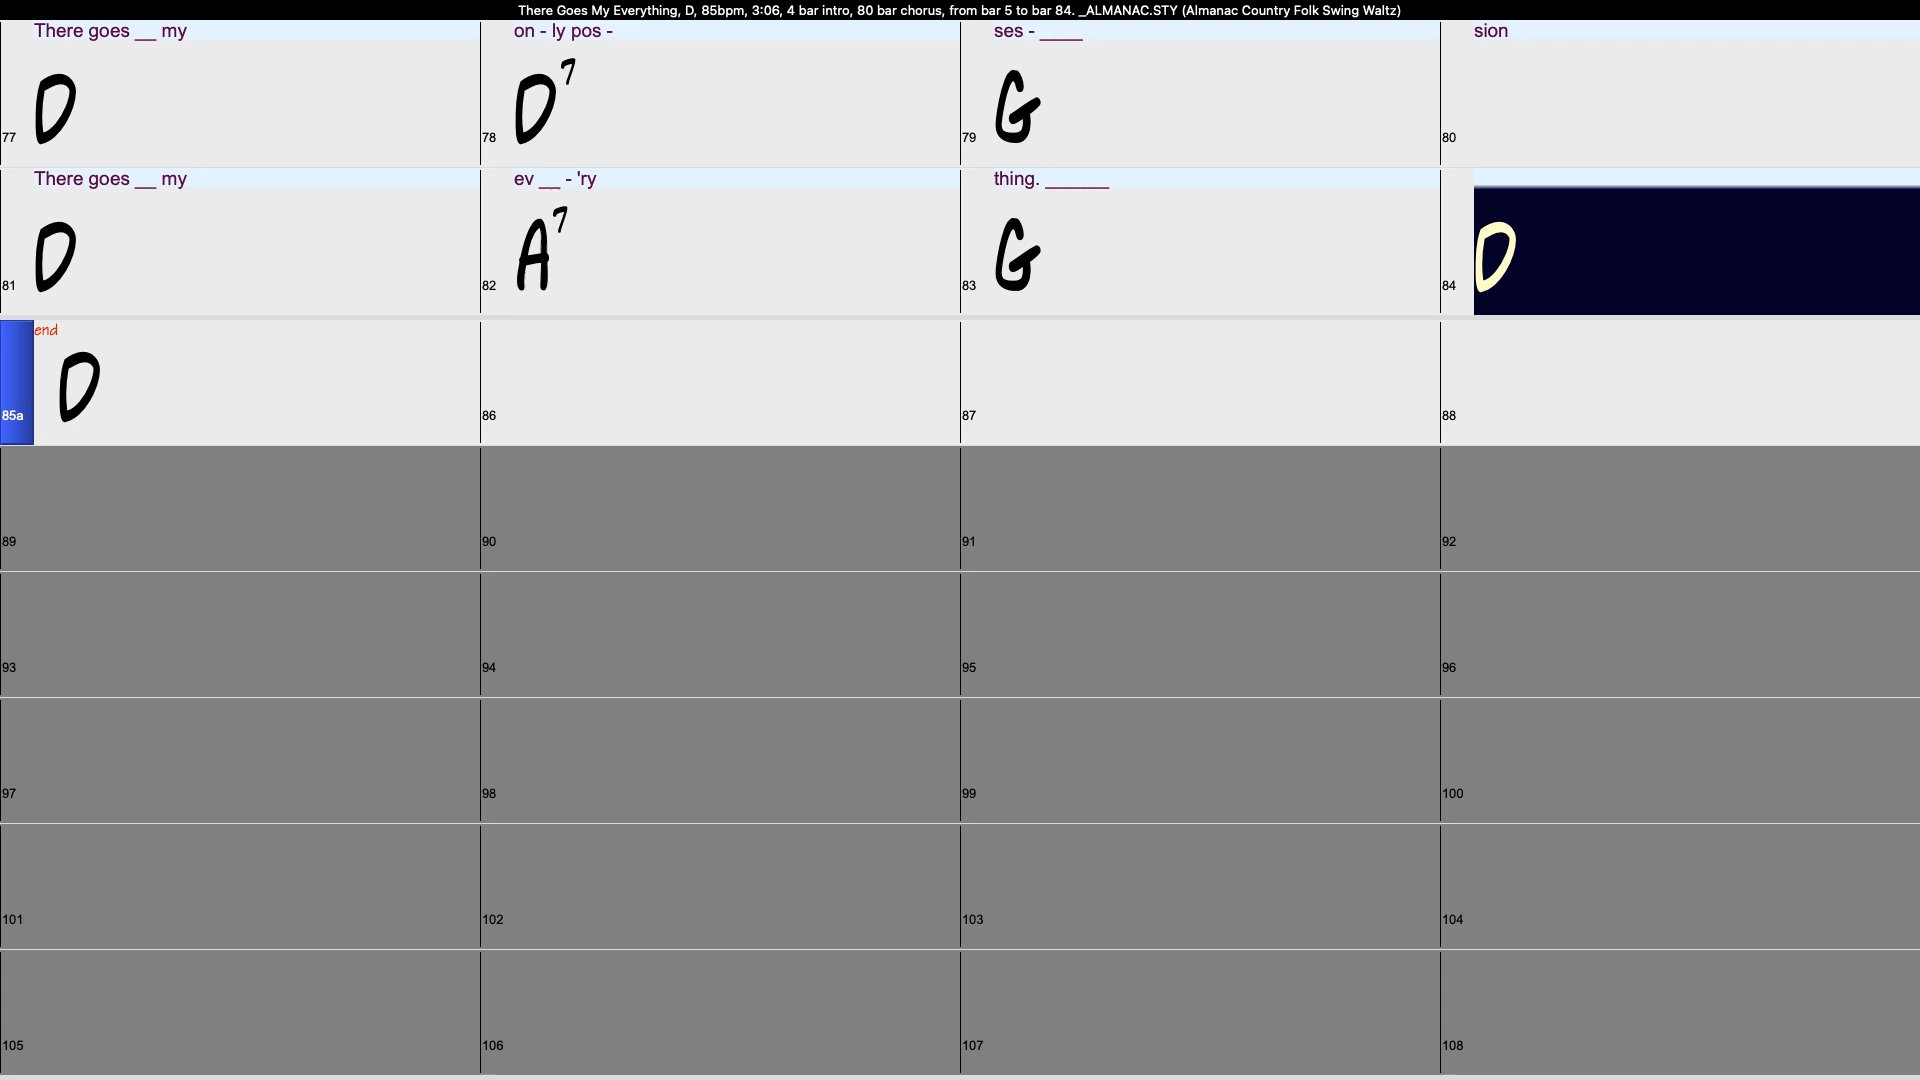 There Goes My Everything, D, 85bpm, 3:06, 4 bar intro, 80 bar chorus, from bar 5 to bar 84. _ALMANAC.STY (Almanac Country Folk Swing Waltz)
There goes __ my on - ly pos - ses - ____ sion
D D7 G
77 78 79 80
There goes __ my ev __ - 'ry thing. ______
D A7 G D
81 82 83 84
end
D
85a 86 87 88
89 90 91 92
93 94 95 96
97 98 99 100
101 102 103 104
105 106 107 108